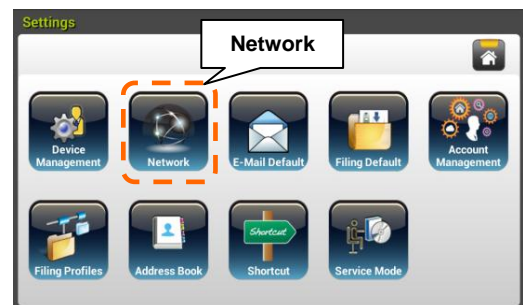 Settings
Network
Device
Management
Network
E-Mail Default
Filing Default
Account
Management
Filing Profiles
Address Book
Shortcut
Shortcut
Service Mode